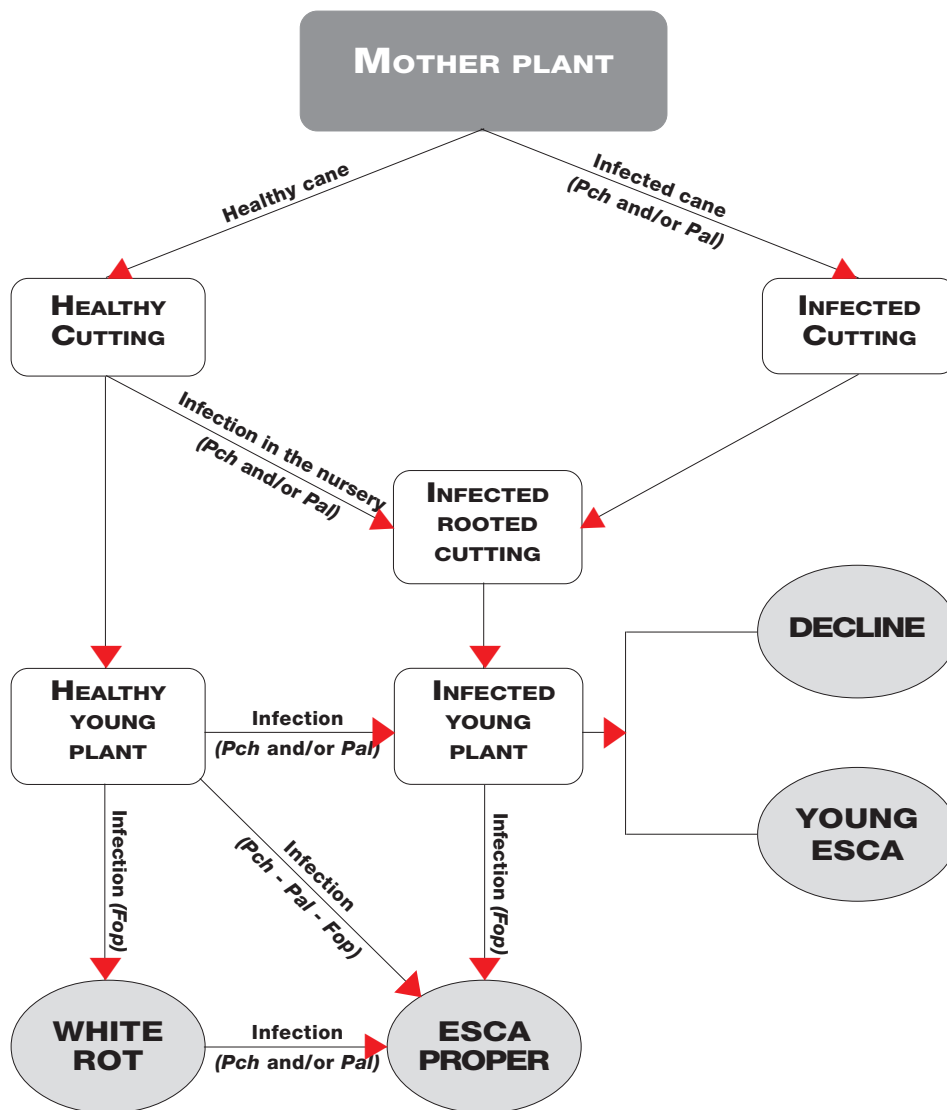 MOTHER PLANT
Healthy cane
Infected cane
(Pch and/or Pal)
HEALTHY
CUTTING
INFECTED
CUTTING
Infection in the nursery
(Pch and/or Pal)
INFECTED
ROOTED
CUTTING
DECLINE
HEALTHY
YOUNG
PLANT
Infection
(Pch and/or Pal)
INFECTED
YOUNG
PLANT
YOUNG
ESCA
Infection (Fop)
Infection
(Pch - Pal - Fop)
Infection (Fop)
WHITE
ROT
Infection
(Pch and/or Pal)
ESCA
PROPER